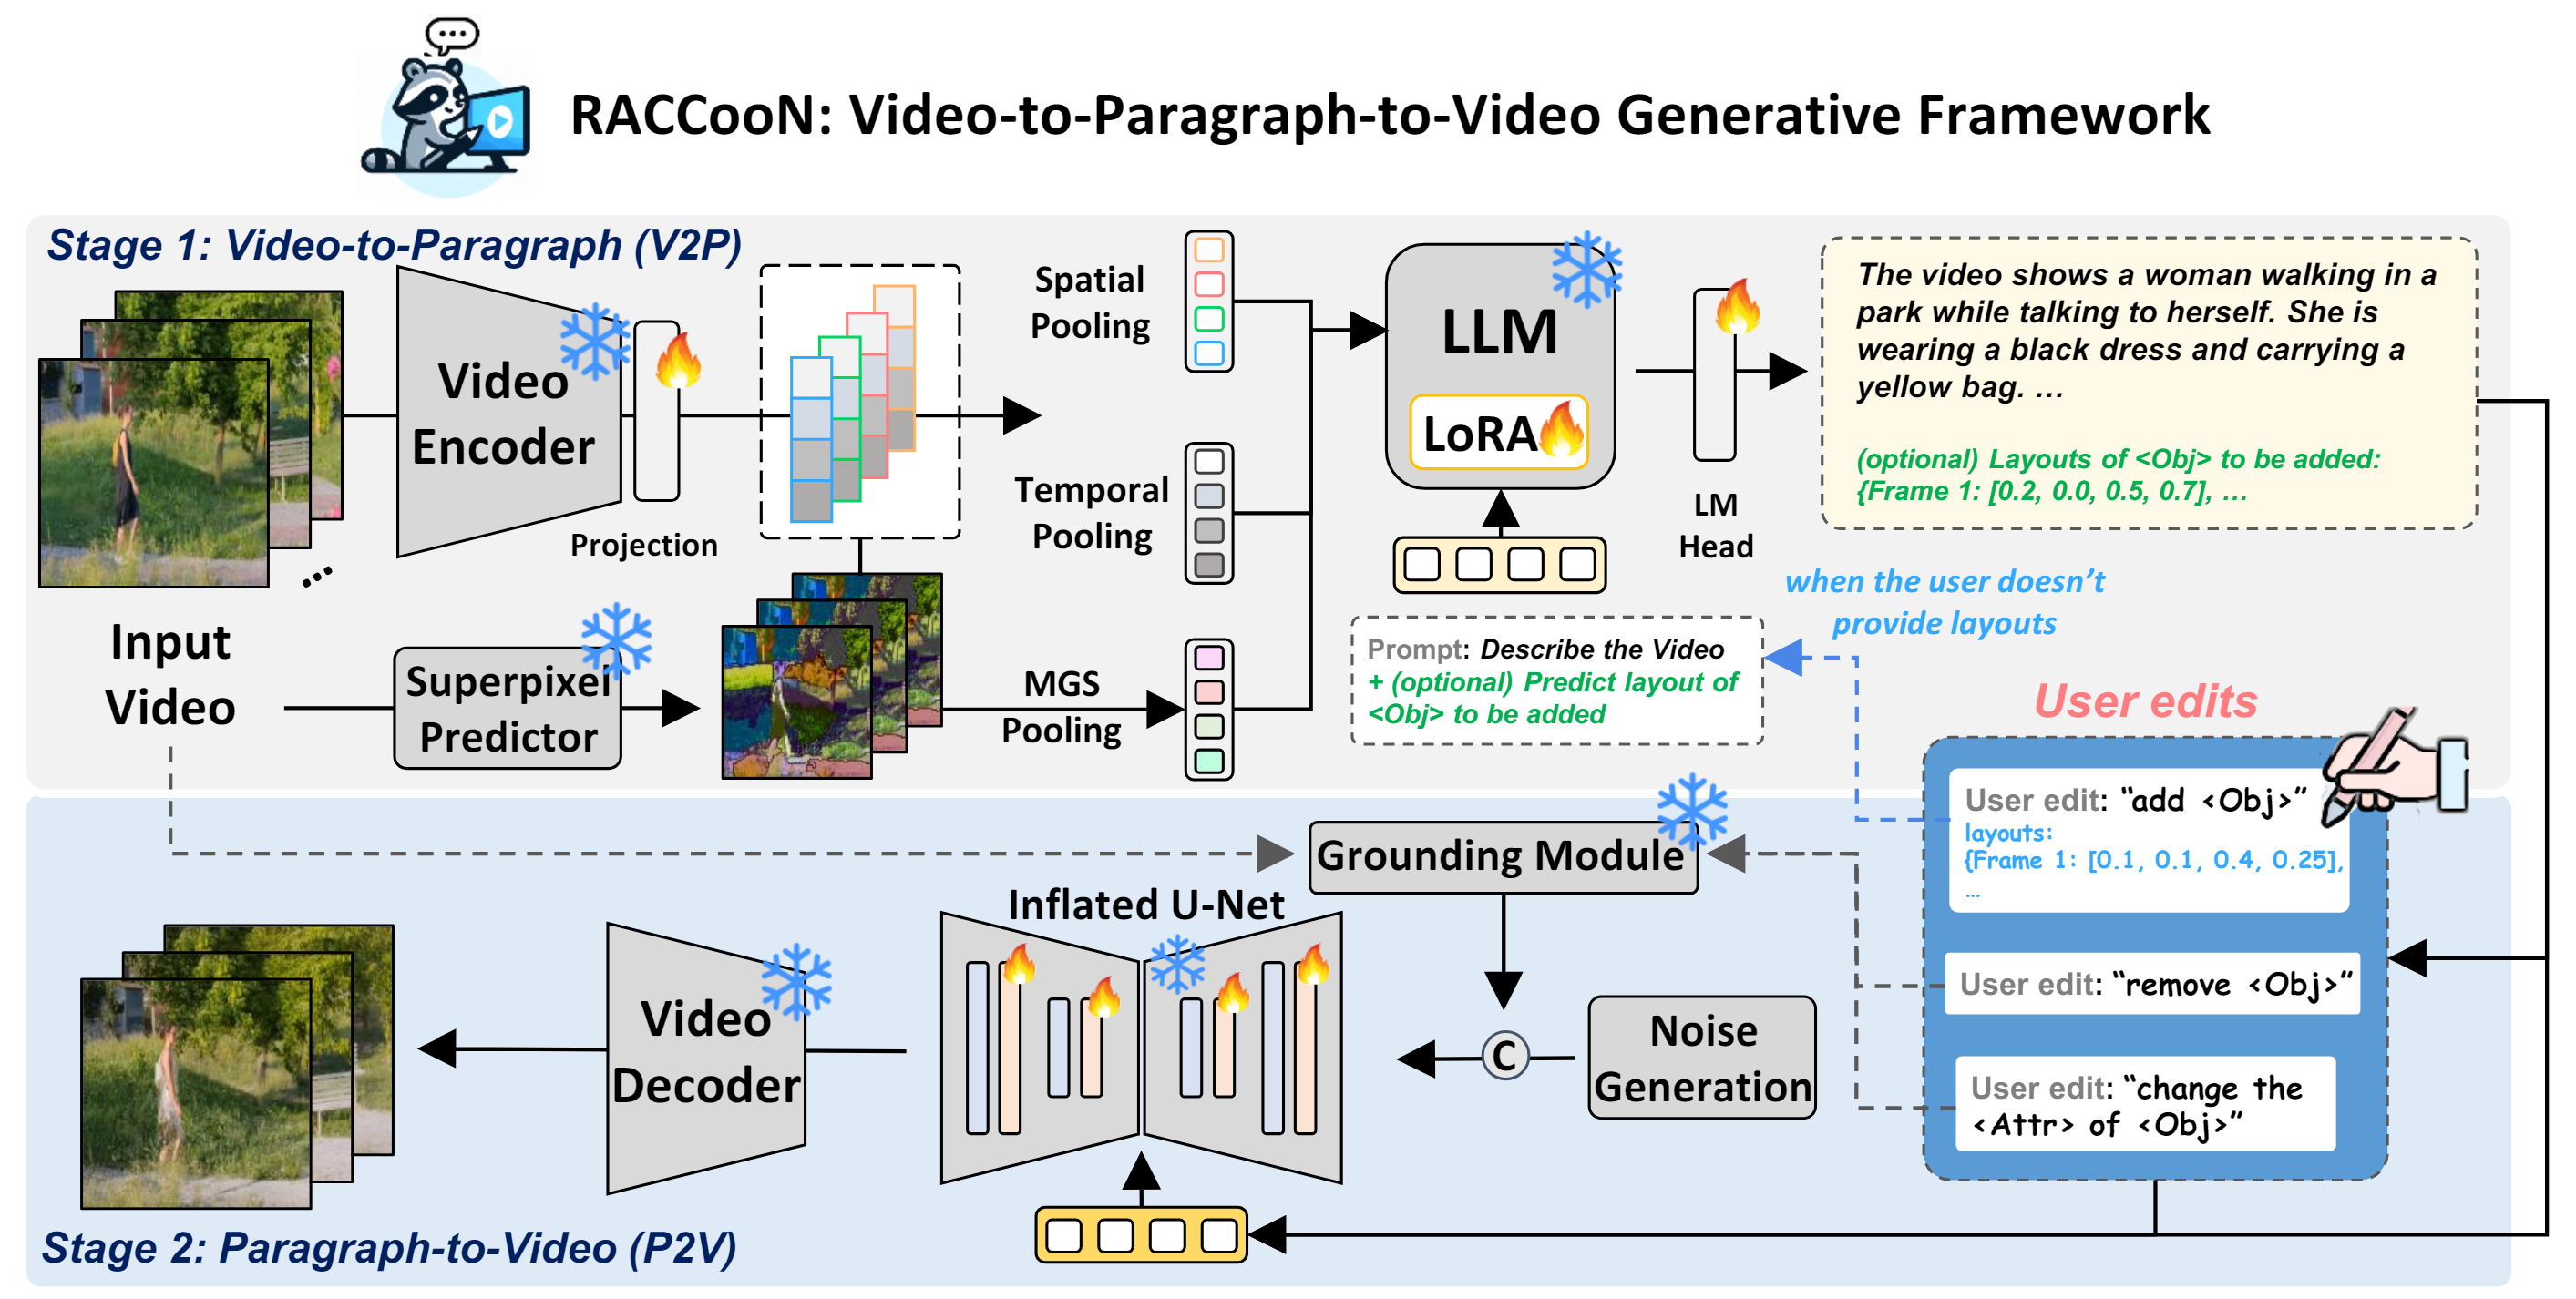 RACCooN: Video-to-Paragraph-to-Video Generative Framework
Stage 1: Video-to-Paragraph (V2P)
Video
Encoder
Projection
Spatial
Pooling
Temporal
Pooling
MGS
Pooling
Input
Video
Superpixel
Predictor
LLM
LoRA
LM
Head
The video shows a woman walking in a
park while talking to herself. She is
wearing a black dress and carrying a
yellow bag. ...
(optional) Layouts of <Obj> to be added:
{Frame 1: [0.2, 0.0, 0.5, 0.7], ...
Prompt: Describe the Video
+ (optional) Predict layout of
<Obj> to be added
when the user doesn’t
provide layouts
User edits
User edit: “add <Obj>”
layouts:
{Frame 1: [0.1, 0.1, 0.4, 0.25],
...
User edit: “remove <Obj>”
User edit: “change the
<Attr> of <Obj>”
Grounding Module
Inflated U-Net
Video
Decoder
C
Noise
Generation
Stage 2: Paragraph-to-Video (P2V)